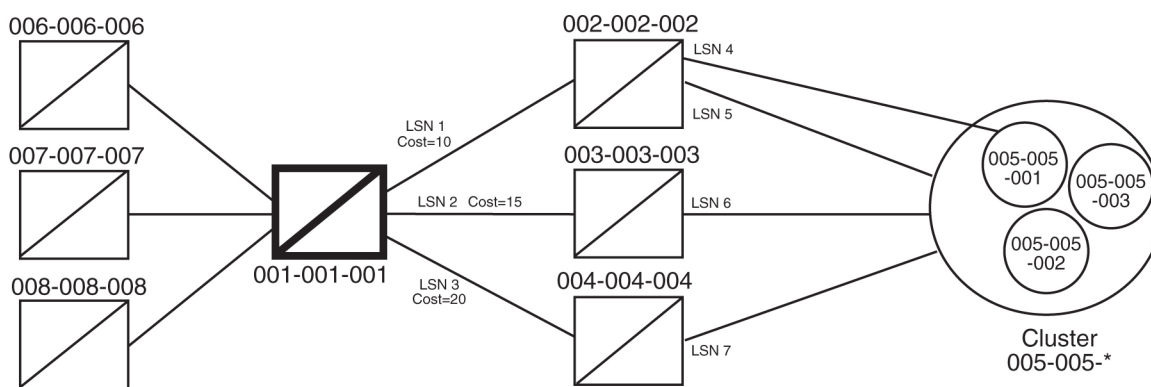 006-006-006
002-002-002
LSN 4
LSN 1
Cost=10
LSN 5
007-007-007
003-003-003
005-005
-001
005-005
-003
LSN 2 Cost=15
LSN 6
005-005
-002
001-001-001
008-008-008
LSN 3
Cost=20
004-004-004
LSN 7
Cluster
005-005-*